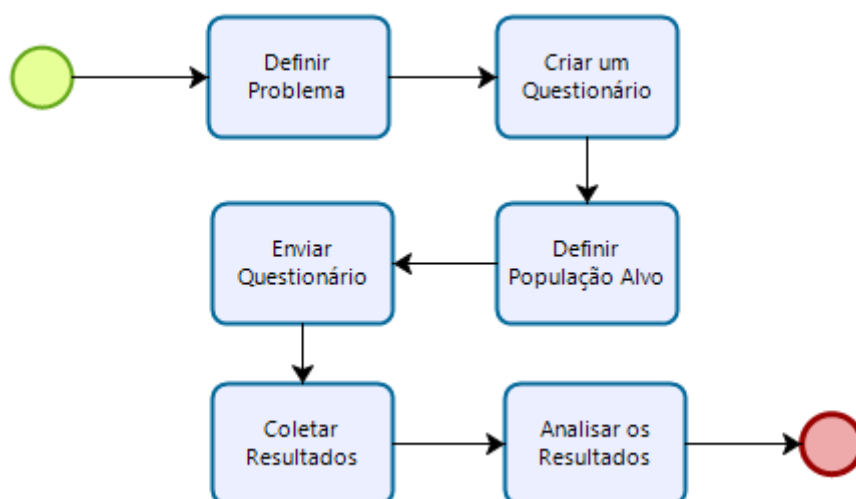 Definir
Problema
Criar um
Questionário
Definir
População Alvo
Enviar
Questionário
Coletar
Resultados
Analisar os
Resultados